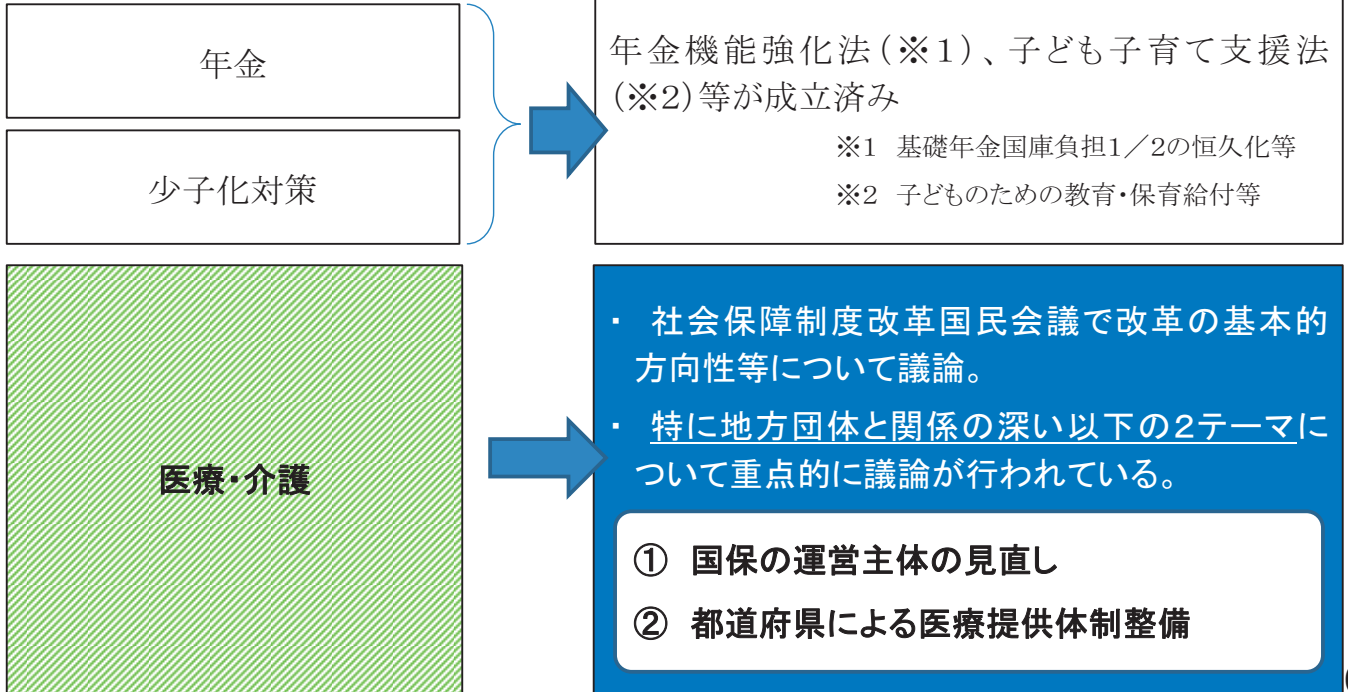 年金
少子化対策
年金機能強化法(※1)、子ども子育て支援法
(※2)等が成立済み
※1 基礎年金国庫負担1/2の恒久化等
※2 子どものための教育・保育給付等
医療・介護
・ 社会保障制度改革国民会議で改革の基本的
方向性等について議論。
・ 特に地方団体と関係の深い以下の2テーマに
ついて重点的に議論が行われている。
① 国保の運営主体の見直し
② 都道府県による医療提供体制整備